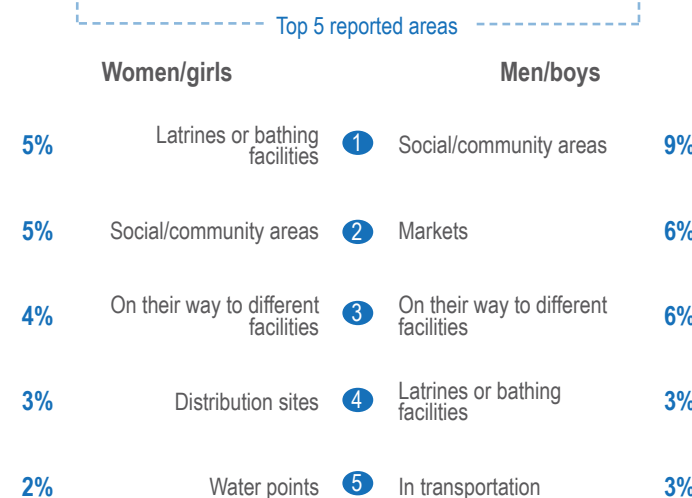 Top 5 reported areas
Women/girls
Men/boys
5%
Latrines or bathing
facilities
1
Social/community areas
9%
5%
Social/community areas
2
Markets
6%
4%
On their way to different
facilities
3
On their way to different
facilities
6%
3%
Distribution sites
4
Latrines or bathing
facilities
3%
2%
Water points
5
In transportation
3%